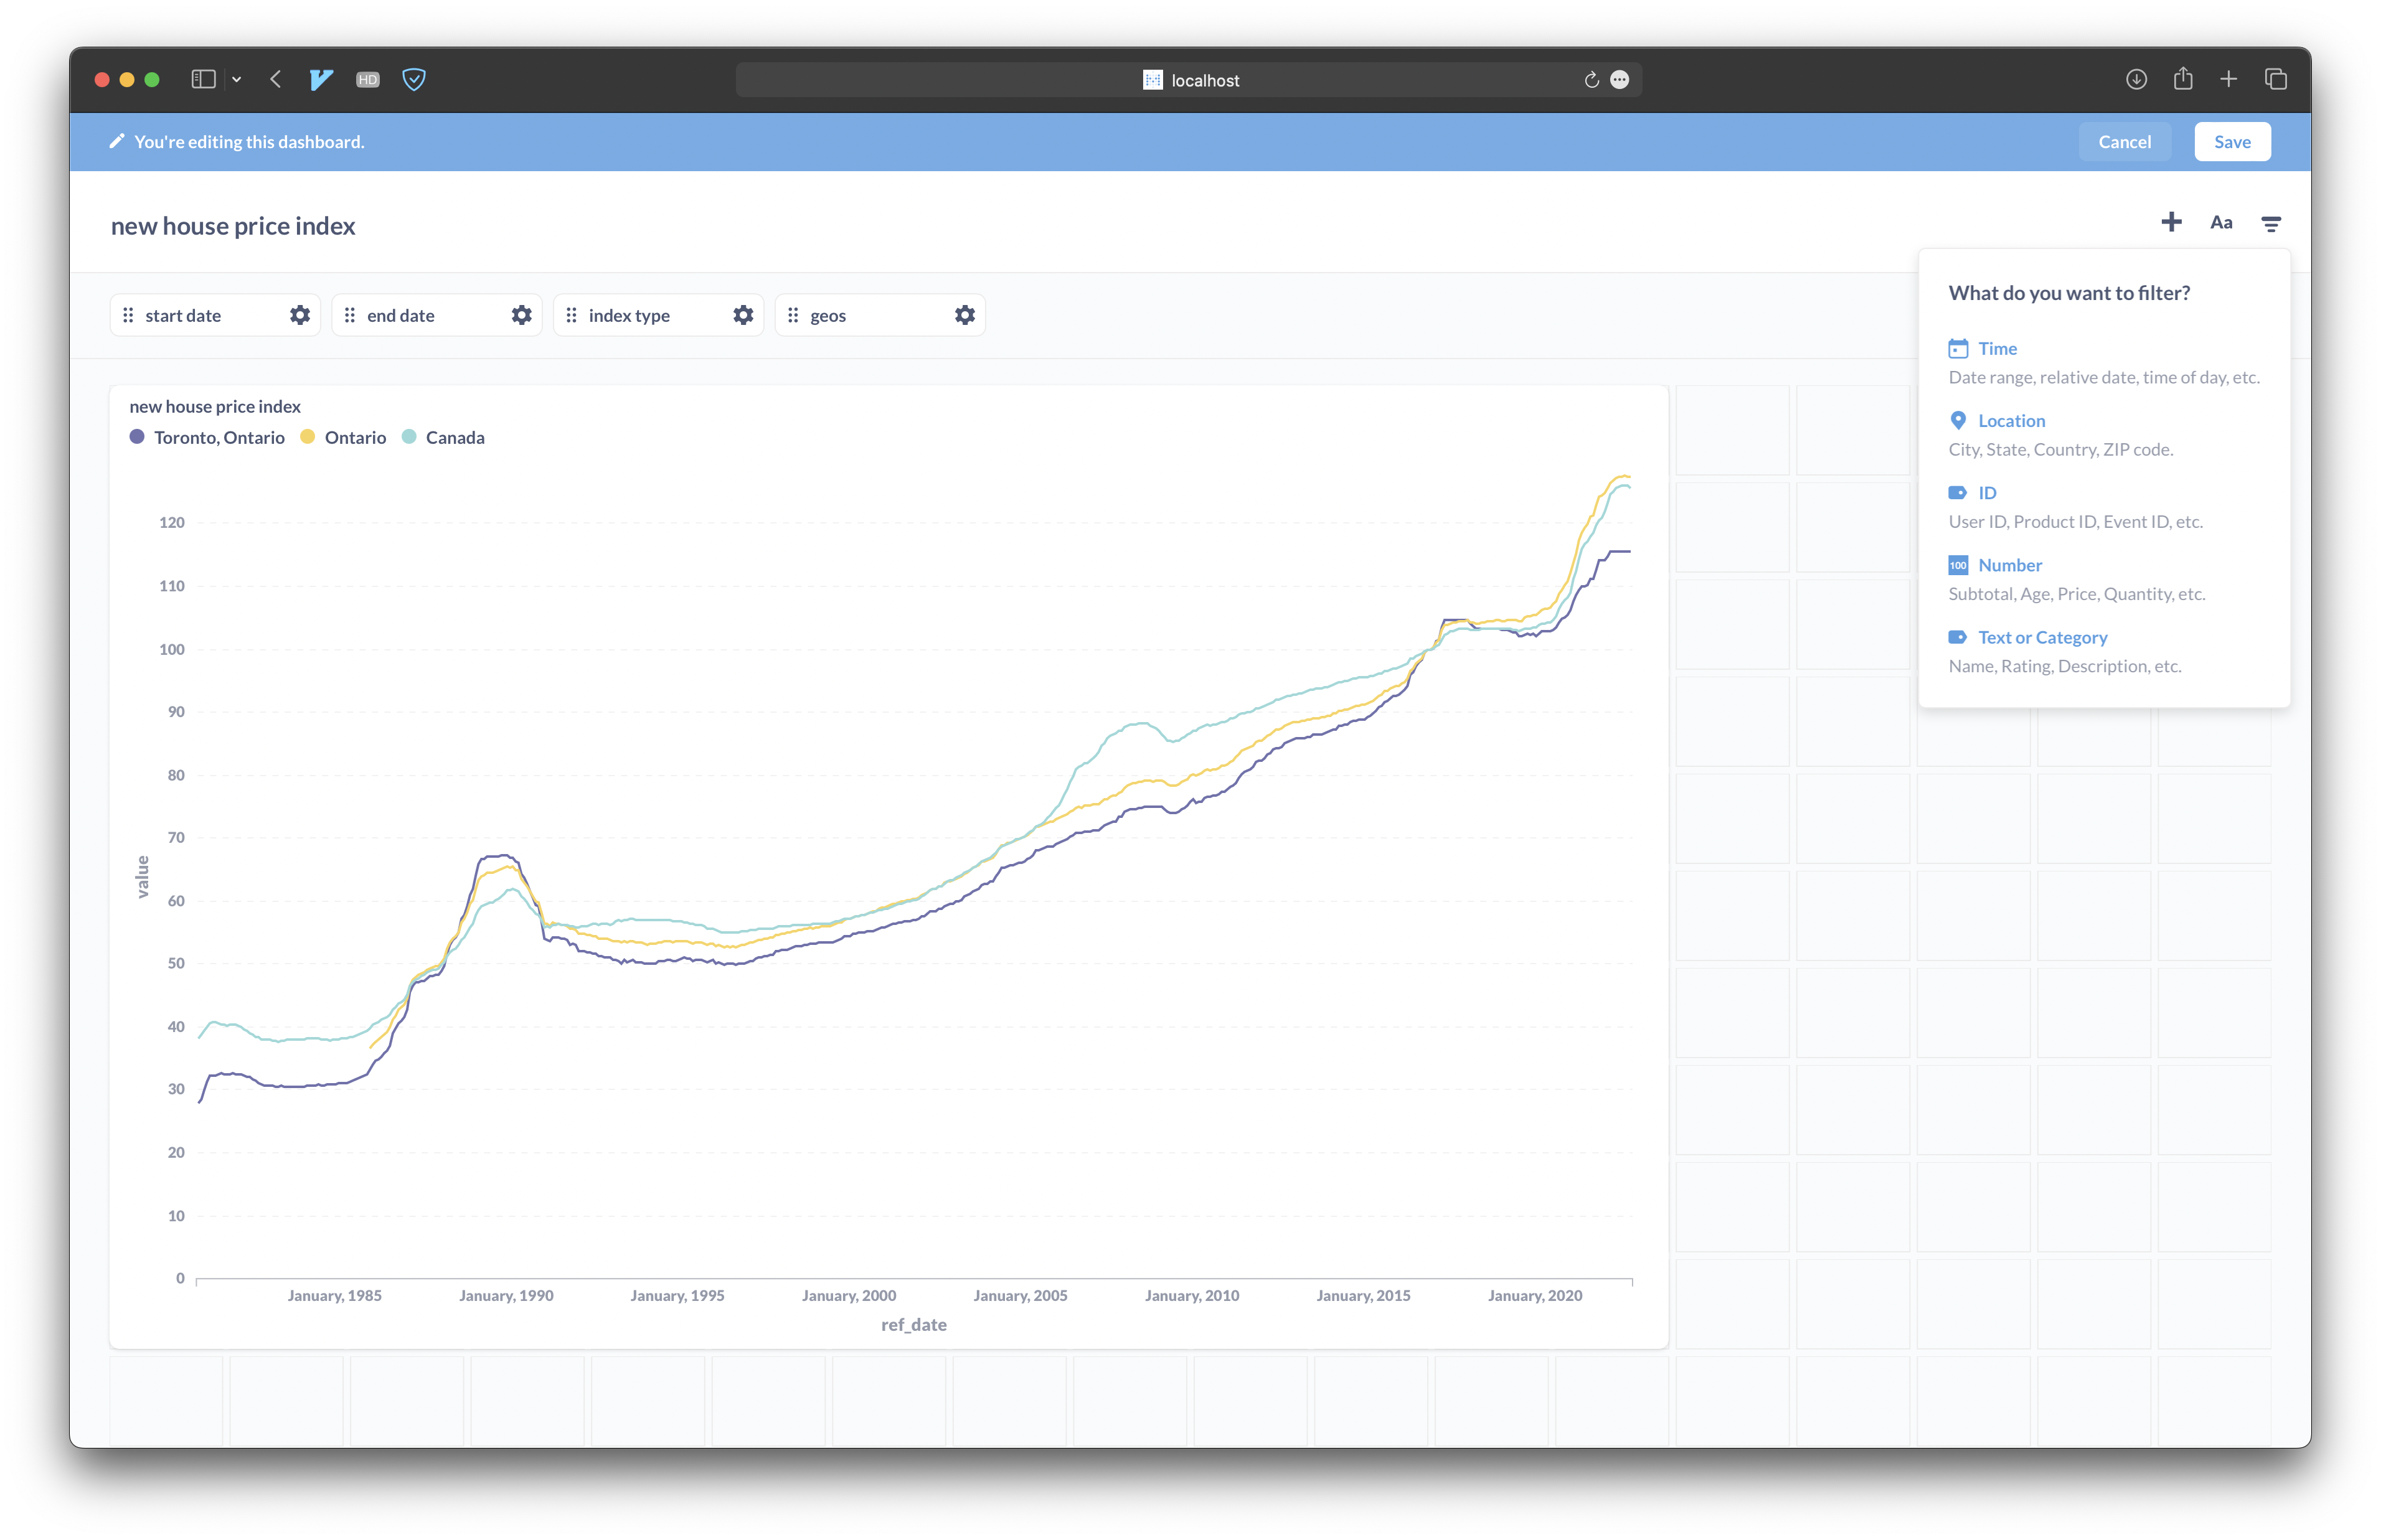 HD
localhost
You're editing this dashboard.
Cancel
Save
new house price index
Aa
start date
end date
index type
geos
What do you want to filter?
Time
Date range, relative date, time of day, etc.
Location
City, State, Country, ZIP code.
ID
User ID, Product ID, Event ID, etc.
100 Number
Subtotal, Age, Price, Quantity, etc.
Text or Category
Name, Rating, Description, etc.
new house price index
Toronto, Ontario
Ontario
Canada
120
110
100
90
80
70
60
50
40
30
20
10
0
value
January, 1985
January, 1990
January, 1995
January, 2000
January, 2005
January, 2010
January, 2015
January, 2020
ref_date